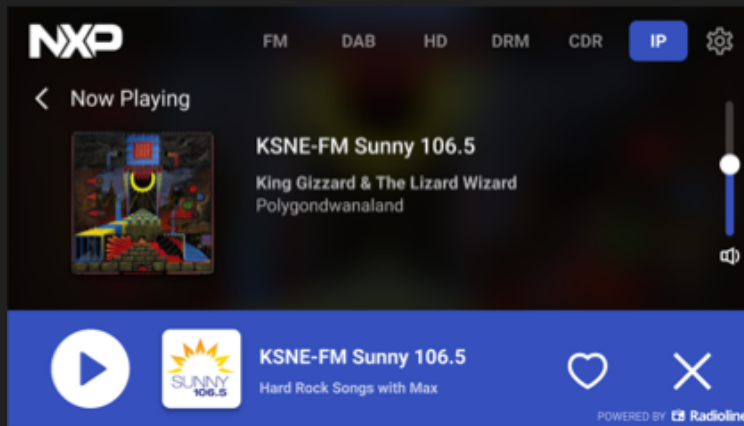 NXP
FM DAB HD DRM CDR IP
Now Playing
KSNE-FM Sunny 106.5
King Gizzard & The Lizard Wizard
Polygondwanaland
SUNNY
106.5
KSNE-FM Sunny 106.5
Hard Rock Songs with Max
POWERED BY Radioline